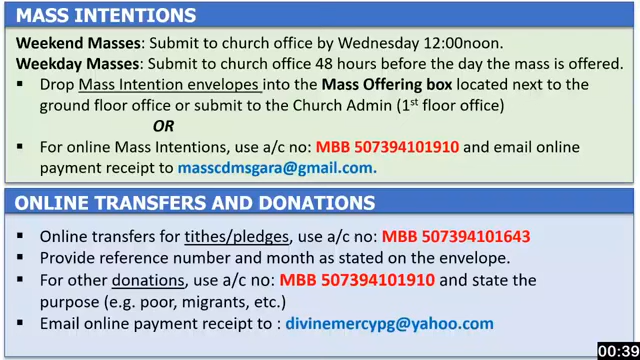 MASS INTENTIONS
Weekend Masses: Submit to church office by Wednesday 12:00noon.
Weekday Masses: Submit to church office 48 hours before the day the mass is offered.
▪ Drop Mass Intention envelopes into the Mass Offering box located next to the
ground floor office or submit to the Church Admin (1st floor office)
OR
▪ For online Mass Intentions, use a/c no: MBB 507394101910 and email online
payment receipt to masscdmsgara@gmail.com.
ONLINE TRANSFERS AND DONATIONS
▪ Online transfers for tithes/pledges, use a/c no: MBB 507394101643
▪ Provide reference number and month as stated on the envelope.
▪ For other donations, use a/c no: MBB 507394101910 and state the
purpose (e.g. poor, migrants, etc.)
▪ Email online payment receipt to : divinemercypg@yahoo.com
00:39